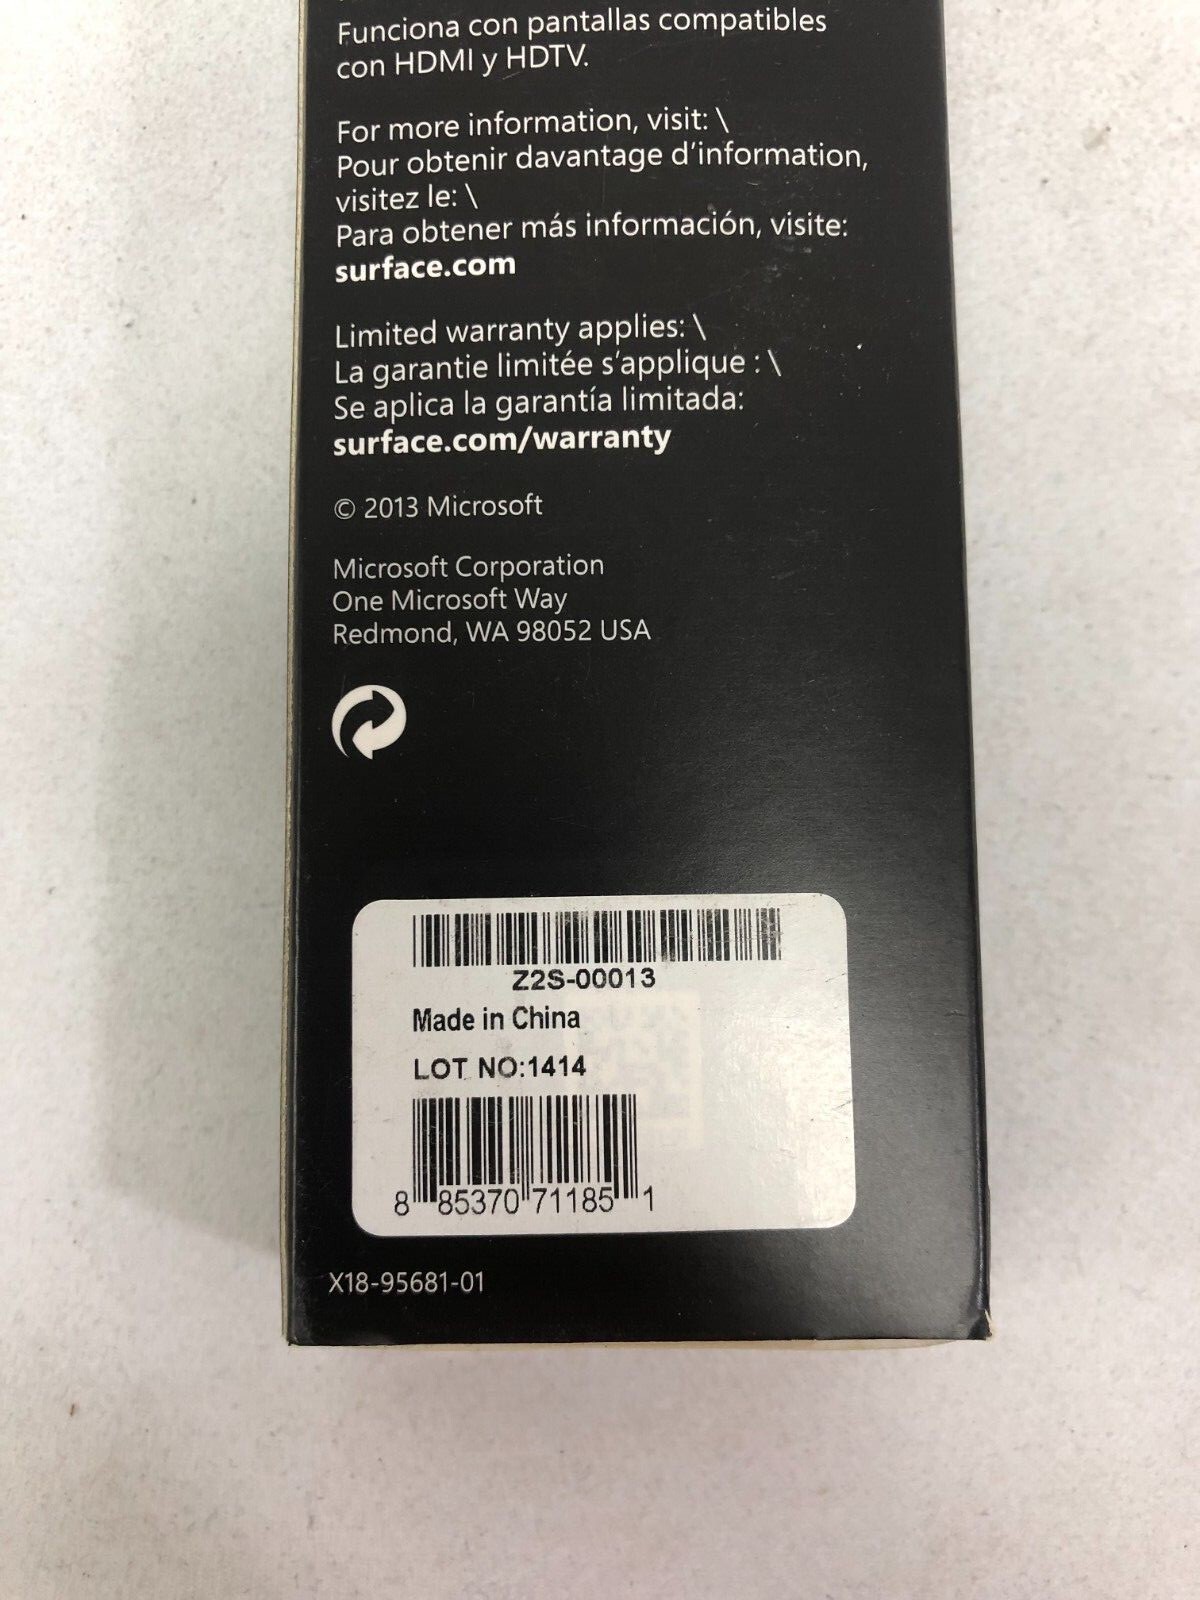 Funciona con pantallas compatibles
con HDMI y HDTV.
For more information, visit: \
Pour obtenir davantage d'information,
visitez le: \
Para obtener más información, visite:
surface.com
Limited warranty applies: \
La garantie limitée s'applique : \
Se aplica la garantía limitada:
surface.com/warranty
© 2013 Microsoft
Microsoft Corporation
One Microsoft Way
Redmond, WA 98052 USA
Z2S-00013
Made in China
LOT NO:1414
8 85370 71185 1
X18-95681-01